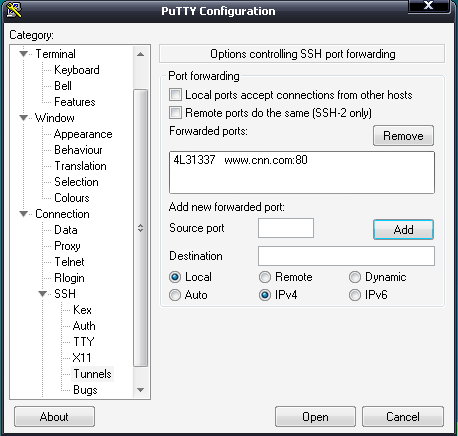 PuTTY Configuration
X
Category:
Terminal
Keyboard
Bell
Features
Window
Appearance
Behaviour
Translation
Selection
Colours
Connection
Data
Proxy
Telnet
Rlogin
SSH
Kex
Auth
TTY
X11
Tunnels
Bugs
Options controlling SSH port forwarding
Port forwarding
Local ports accept connections from other hosts
Remote ports do the same (SSH-2 only)
Forwarded ports:
Remove
4L31337 www.cnn.com:80
Add new forwarded port:
Source port
Add
Destination
Local Remote Dynamic
Auto IPv4 IPv6
About Open Cancel